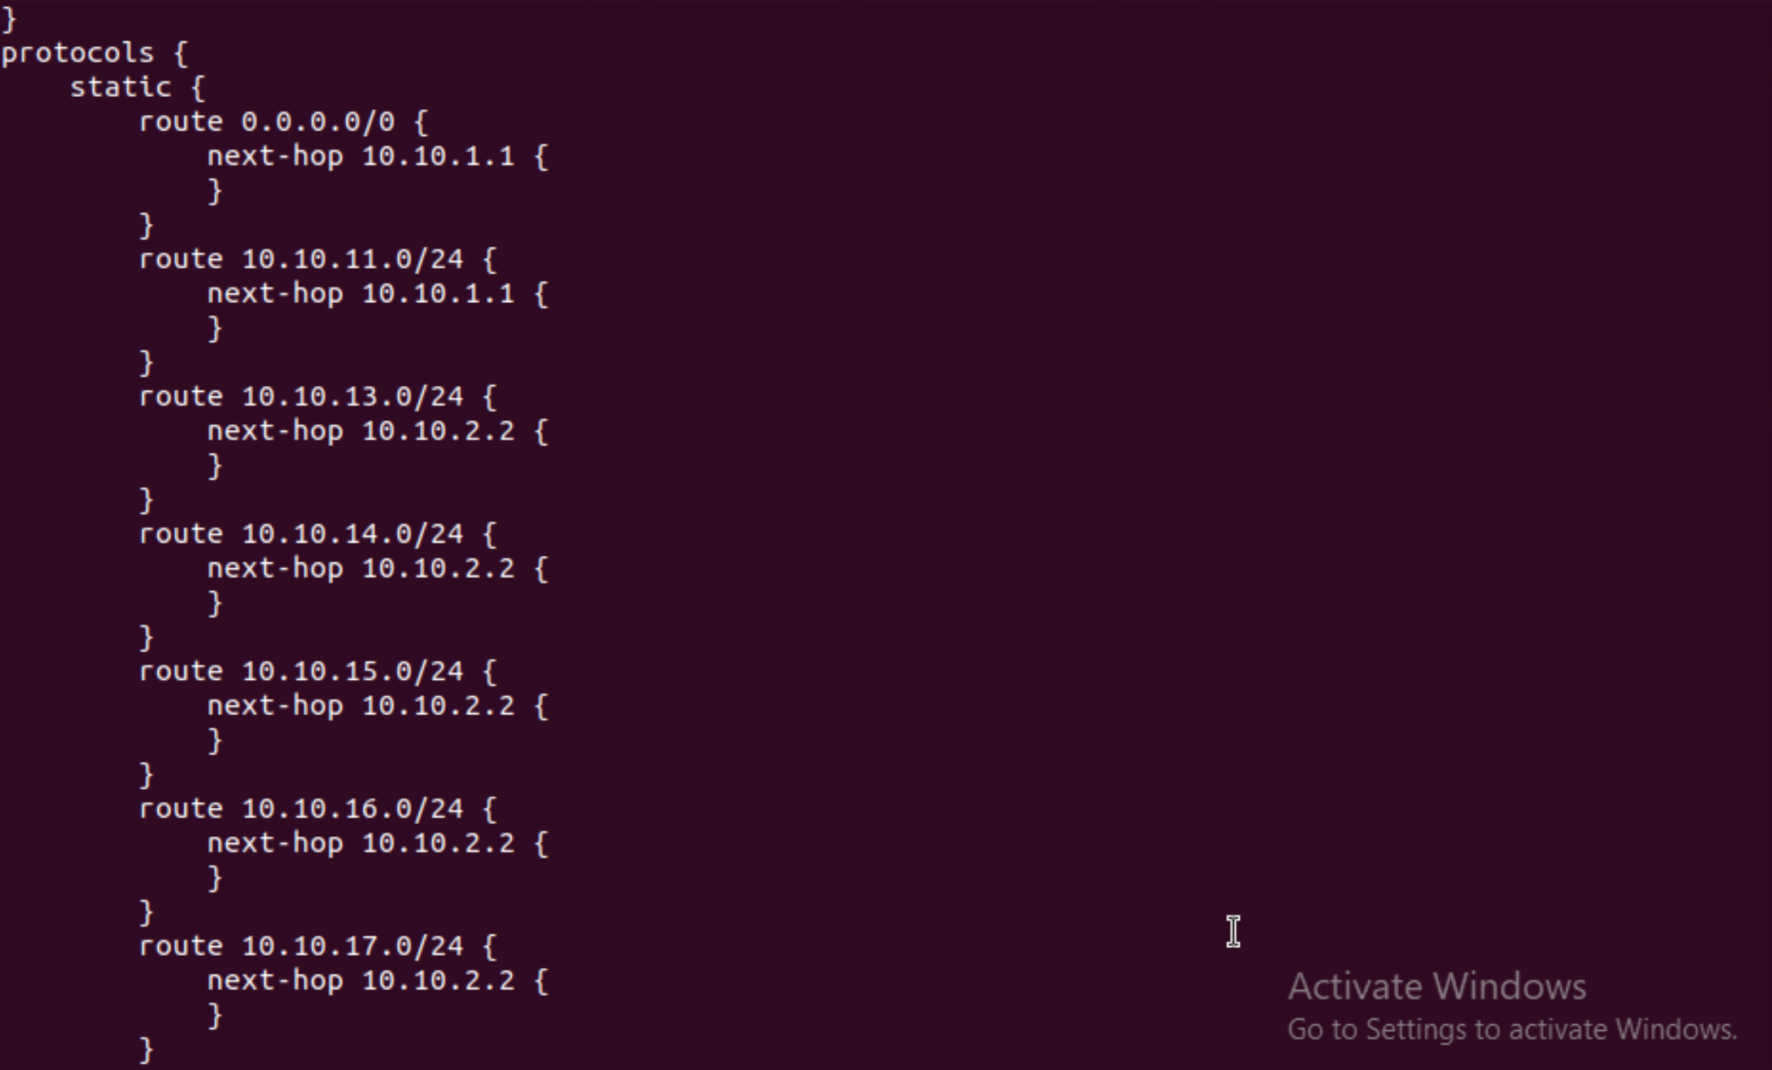 }
protocols {
    static {
        route 0.0.0.0/0 {
            next-hop 10.10.1.1 {
            }
        }
        route 10.10.11.0/24 {
            next-hop 10.10.1.1 {
            }
        }
        route 10.10.13.0/24 {
            next-hop 10.10.2.2 {
            }
        }
        route 10.10.14.0/24 {
            next-hop 10.10.2.2 {
            }
        }
        route 10.10.15.0/24 {
            next-hop 10.10.2.2 {
            }
        }
        route 10.10.16.0/24 {
            next-hop 10.10.2.2 {
            }
        }
        route 10.10.17.0/24 {
            next-hop 10.10.2.2 {
            }
        }
Activate Windows
Go to Settings to activate Windows.